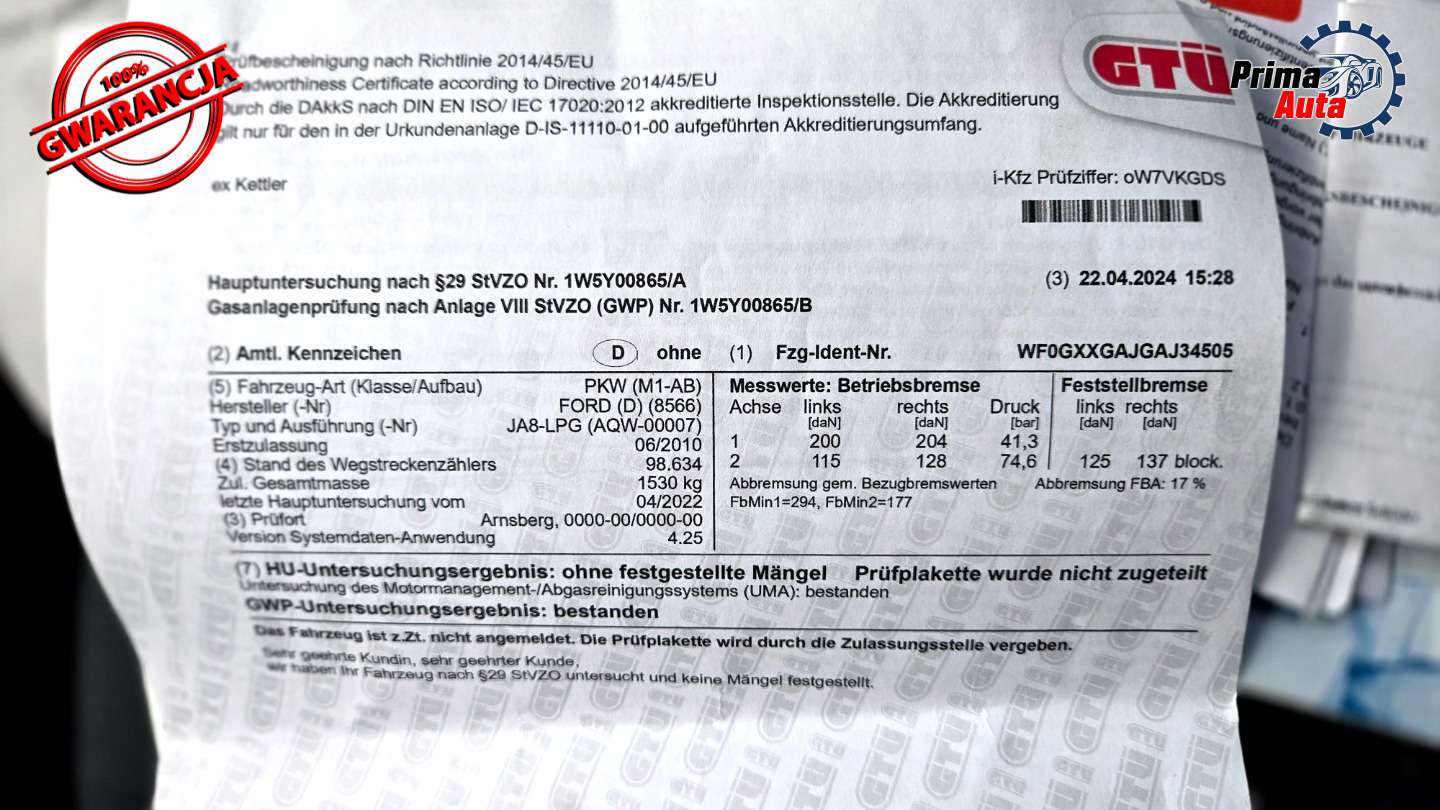 100%
GWARANCJA
GTÜ
Prima
Auta
rüfbescheinigung nach Richtlinie 2014/45/EU
adworthiness Certificate according to Directive 2014/45/EU
Durch die DAkkS nach DIN EN ISO/ IEC 17020:2012 akkreditierte Inspektionsstelle. Die Akkreditierung
gilt nur für den in der Urkundenanlage D-IS-11110-01-00 aufgeführten Akkreditierungsumfang.
ex Kettler
i-Kfz Prüfziffer: oW7VKGDS
Hauptuntersuchung nach §29 StVZO Nr. 1W5Y00865/A (3) 22.04.2024 15:28
Gasanlagenprüfung nach Anlage VIII StVZO (GWP) Nr. 1W5Y00865/B
(2) Amtl. Kennzeichen D ohne (1) Fzg-Ident-Nr. WF0GXXGAJGAJ34505
(5) Fahrzeug-Art (Klasse/Aufbau) PKW (M1-AB)
Hersteller (-Nr) FORD (D) (8566)
Typ und Ausführung (-Nr) JA8-LPG (AQW-00007)
Erstzulassung 06/2010
(4) Stand des Wegstreckenzählers 98.634
Zul. Gesamtmasse 1530 kg
letzte Hauptuntersuchung vom 04/2022
(3) Prüfort Arnsberg, 0000-00/0000-00
Version Systemdaten-Anwendung 4.25
Messwerte: Betriebsbremse Feststellbremse
Achse links rechts Druck links rechts
[daN] [daN] [bar] [daN] [daN]
1 200 204 41,3
2 115 128 74,6 125 137 block.
Abbremsung gem. Bezugbremswerten Abbremsung FBA: 17 %
FbMin1=294, FbMin2=177
(7) HU-Untersuchungsergebnis: ohne festgestellte Mängel Prüfplakette wurde nicht zugeteilt
Untersuchung des Motormanagement-/Abgasreinigungssystems (UMA): bestanden
GWP-Untersuchungsergebnis: bestanden
Das Fahrzeug ist z.Zt. nicht angemeldet. Die Prüfplakette wird durch die Zulassungsstelle vergeben.
Sehr geehrte Kundin, sehr geehrter Kunde,
wir haben Ihr Fahrzeug nach §29 StVZO untersucht und keine Mängel festgestellt.